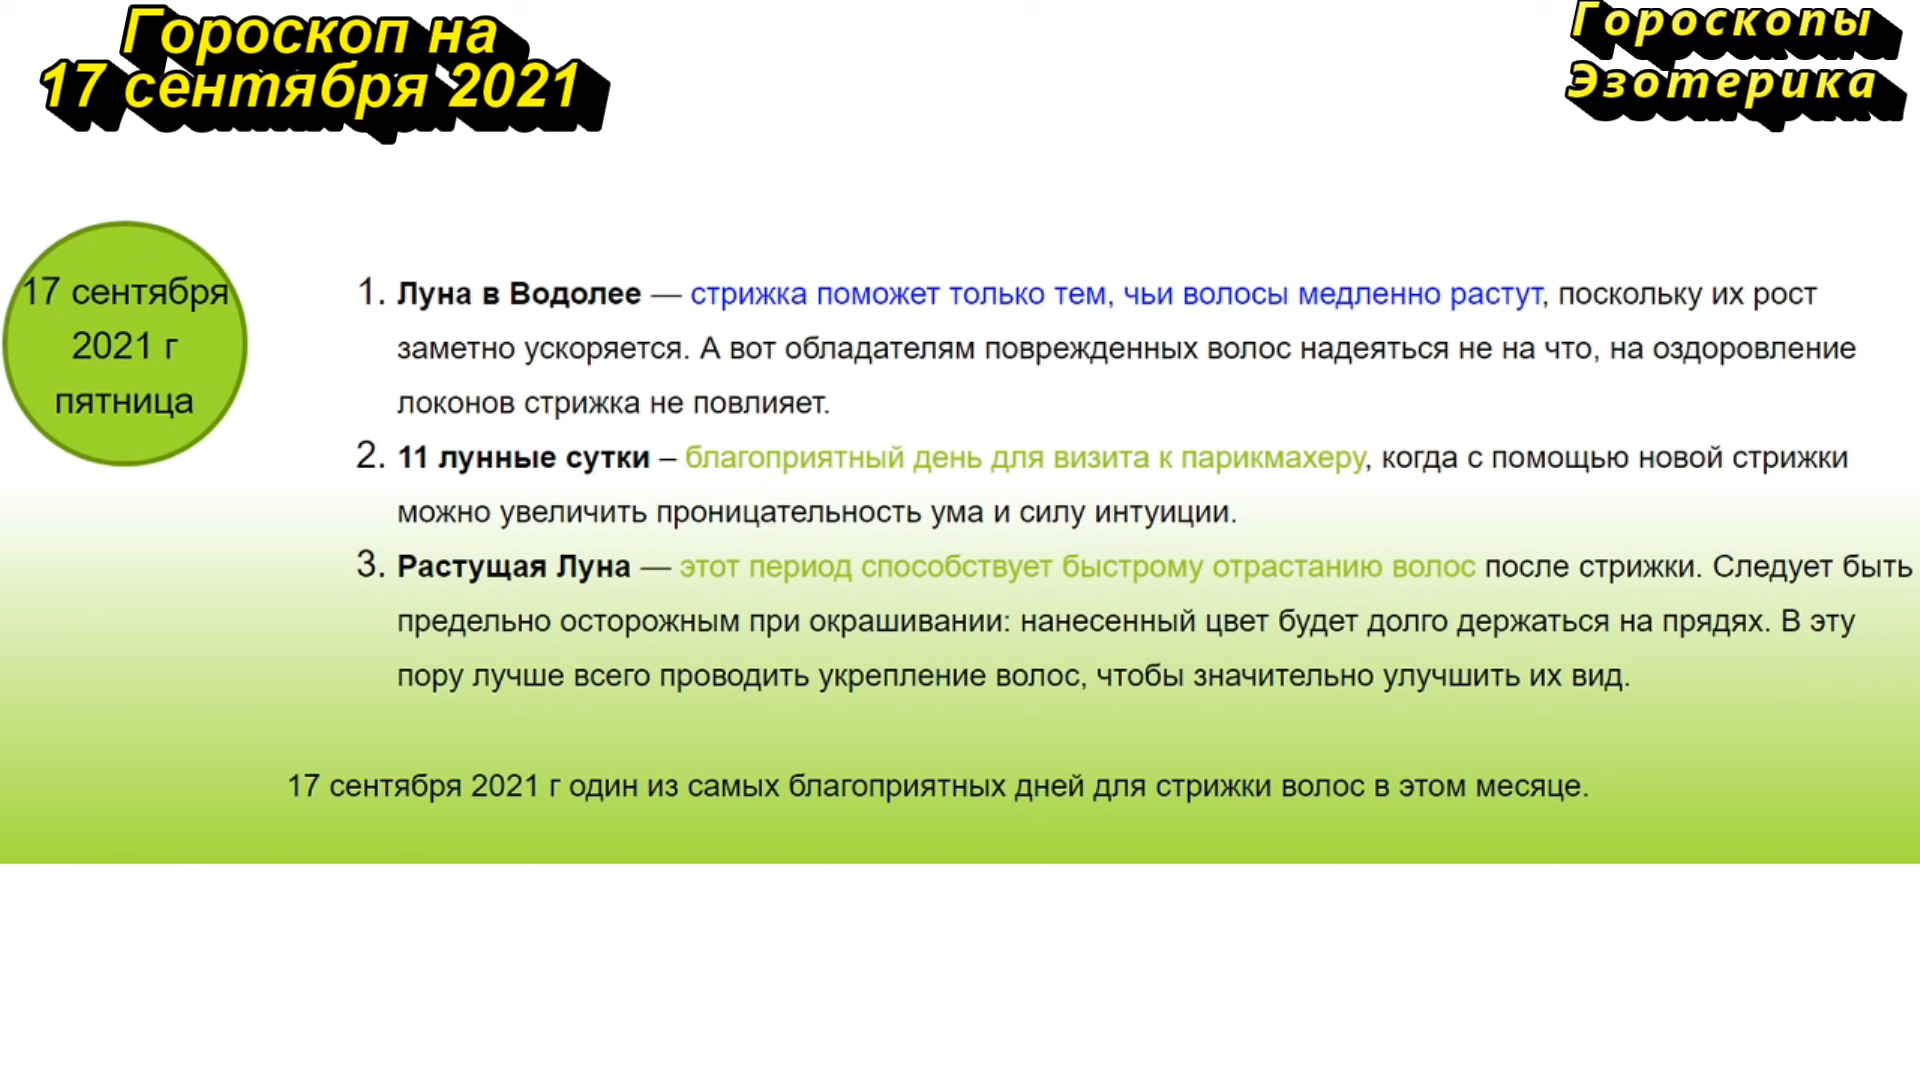 Гороскоп на
17 сентября 2021
Гороскопы
Эзотерика
17 сентября
2021 г
пятница
1. Луна в Водолее — стрижка поможет только тем, чьи волосы медленно растут, поскольку их рост
заметно ускоряется. А вот обладателям поврежденных волос надеяться не на что, на оздоровление
локонов стрижка не повлияет.
2. 11 лунные сутки – благоприятный день для визита к парикмахеру, когда с помощью новой стрижки
можно увеличить проницательность ума и силу интуиции.
3. Растущая Луна — этот период способствует быстрому отрастанию волос после стрижки. Следует быть
предельно осторожным при окрашивании: нанесенный цвет будет долго держаться на прядях. В эту
пору лучше всего проводить укрепление волос, чтобы значительно улучшить их вид.
17 сентября 2021 г один из самых благоприятных дней для стрижки волос в этом месяце.